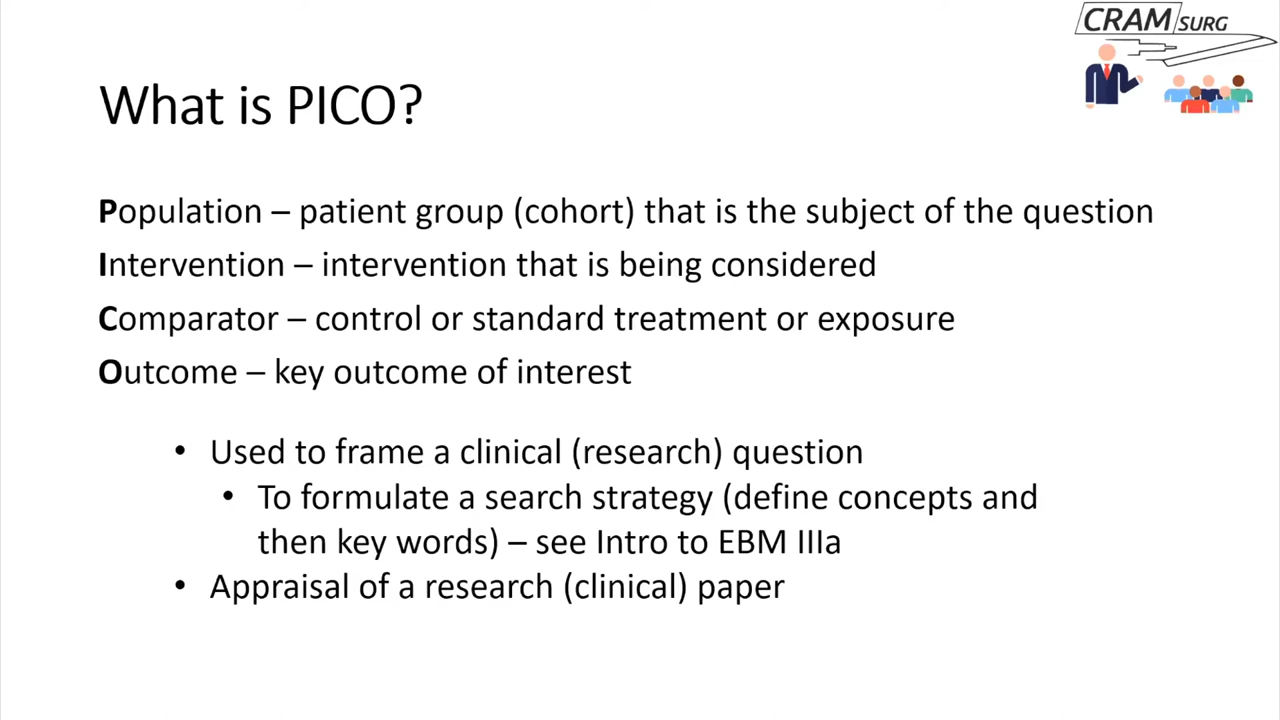 CRAM SURG
What is PICO?
Population – patient group (cohort) that is the subject of the question
Intervention – intervention that is being considered
Comparator – control or standard treatment or exposure
Outcome – key outcome of interest
• Used to frame a clinical (research) question
• To formulate a search strategy (define concepts and
then key words) – see Intro to EBM IIIa
• Appraisal of a research (clinical) paper